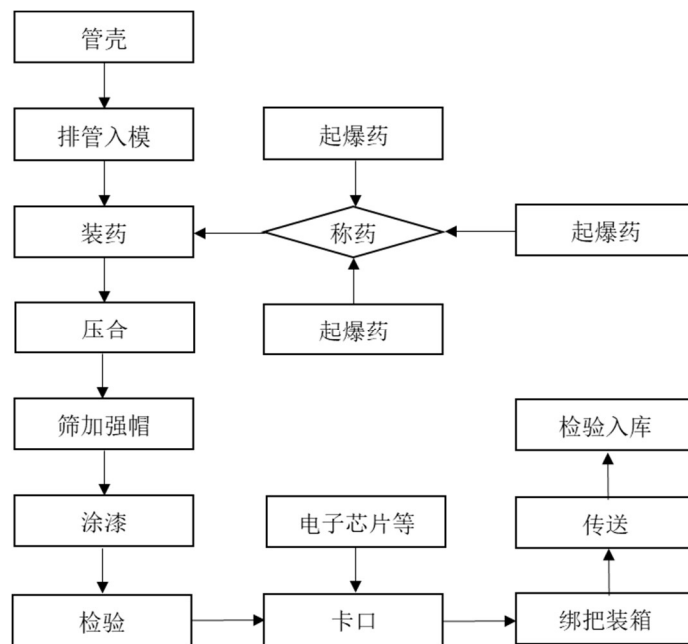 管壳
排管入模
起爆药
装药
称药
起爆药
压合
起爆药
筛加强帽
检验入库
涂漆
电子芯片等
传送
检验
卡口
绑把装箱